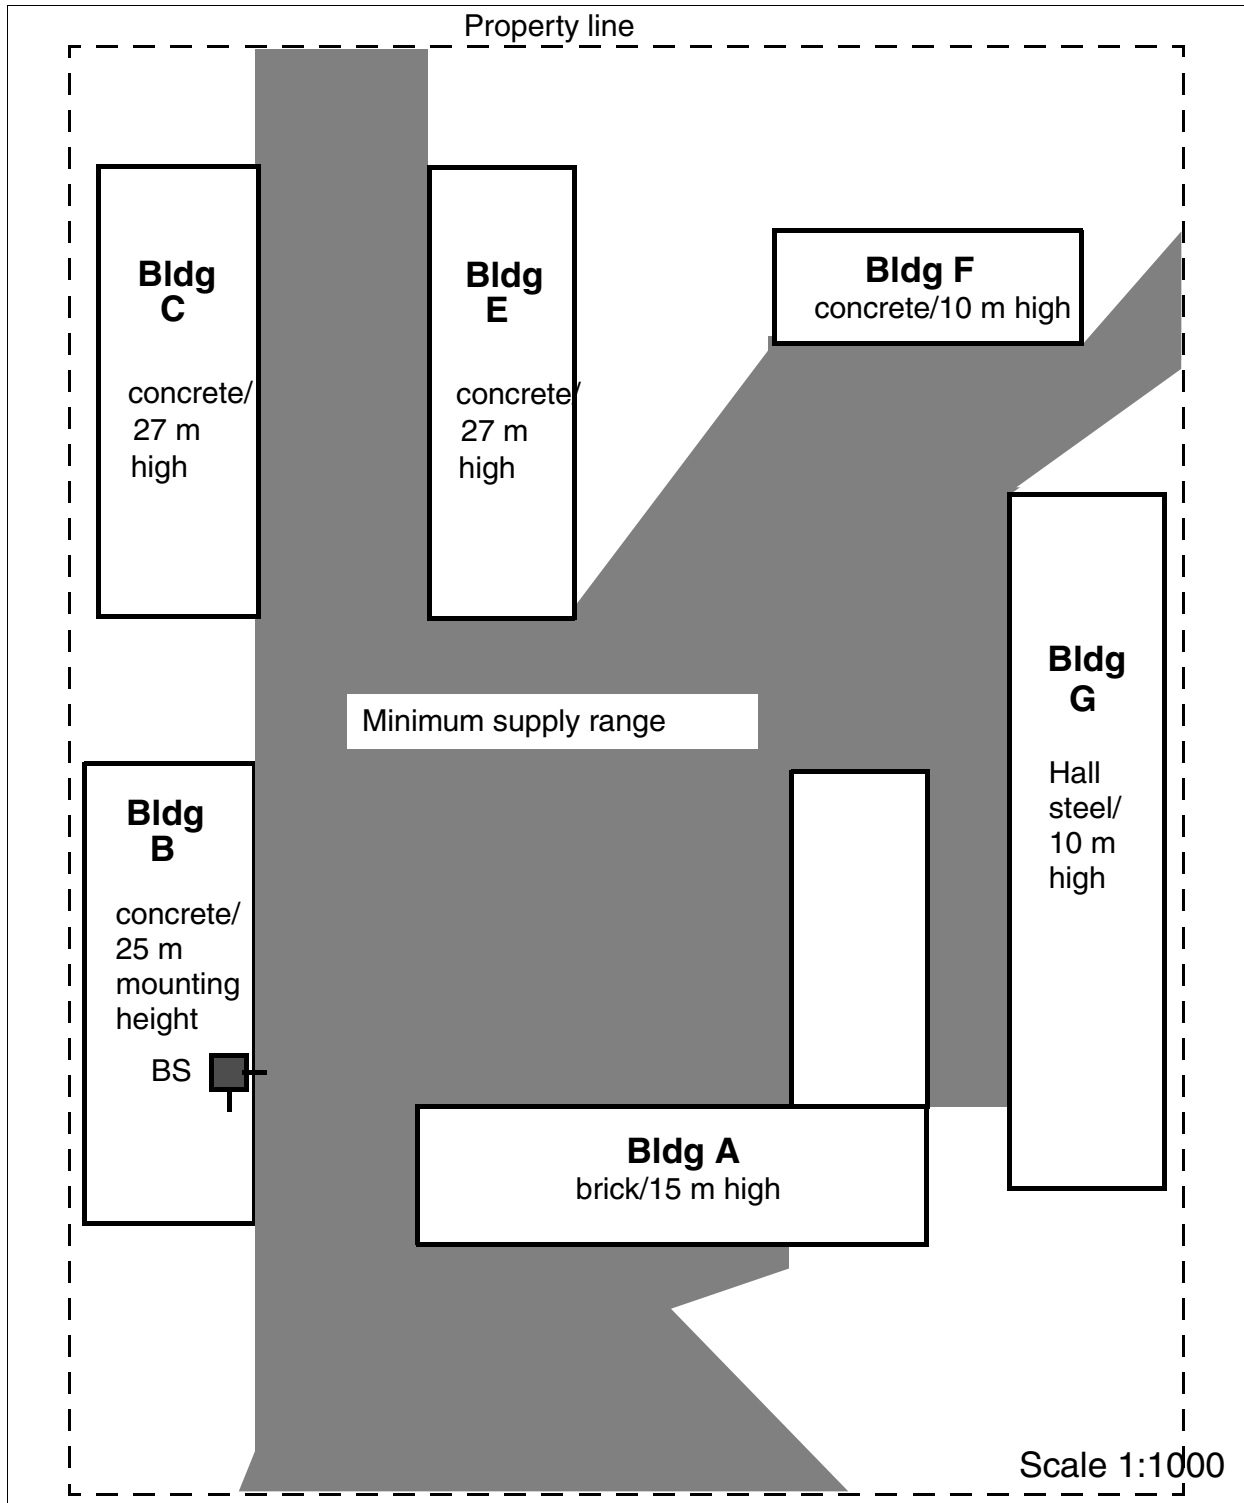 Property line
Bldg
C
concrete/
27 m
high
Bldg
E
concrete/
27 m
high
Bldg F
concrete/10 m high
Minimum supply range
Bldg
G
Hall
steel/
10 m
high
Bldg
B
concrete/
25 m
mounting
height
BS
Bldg A
brick/15 m high
Scale 1:1000